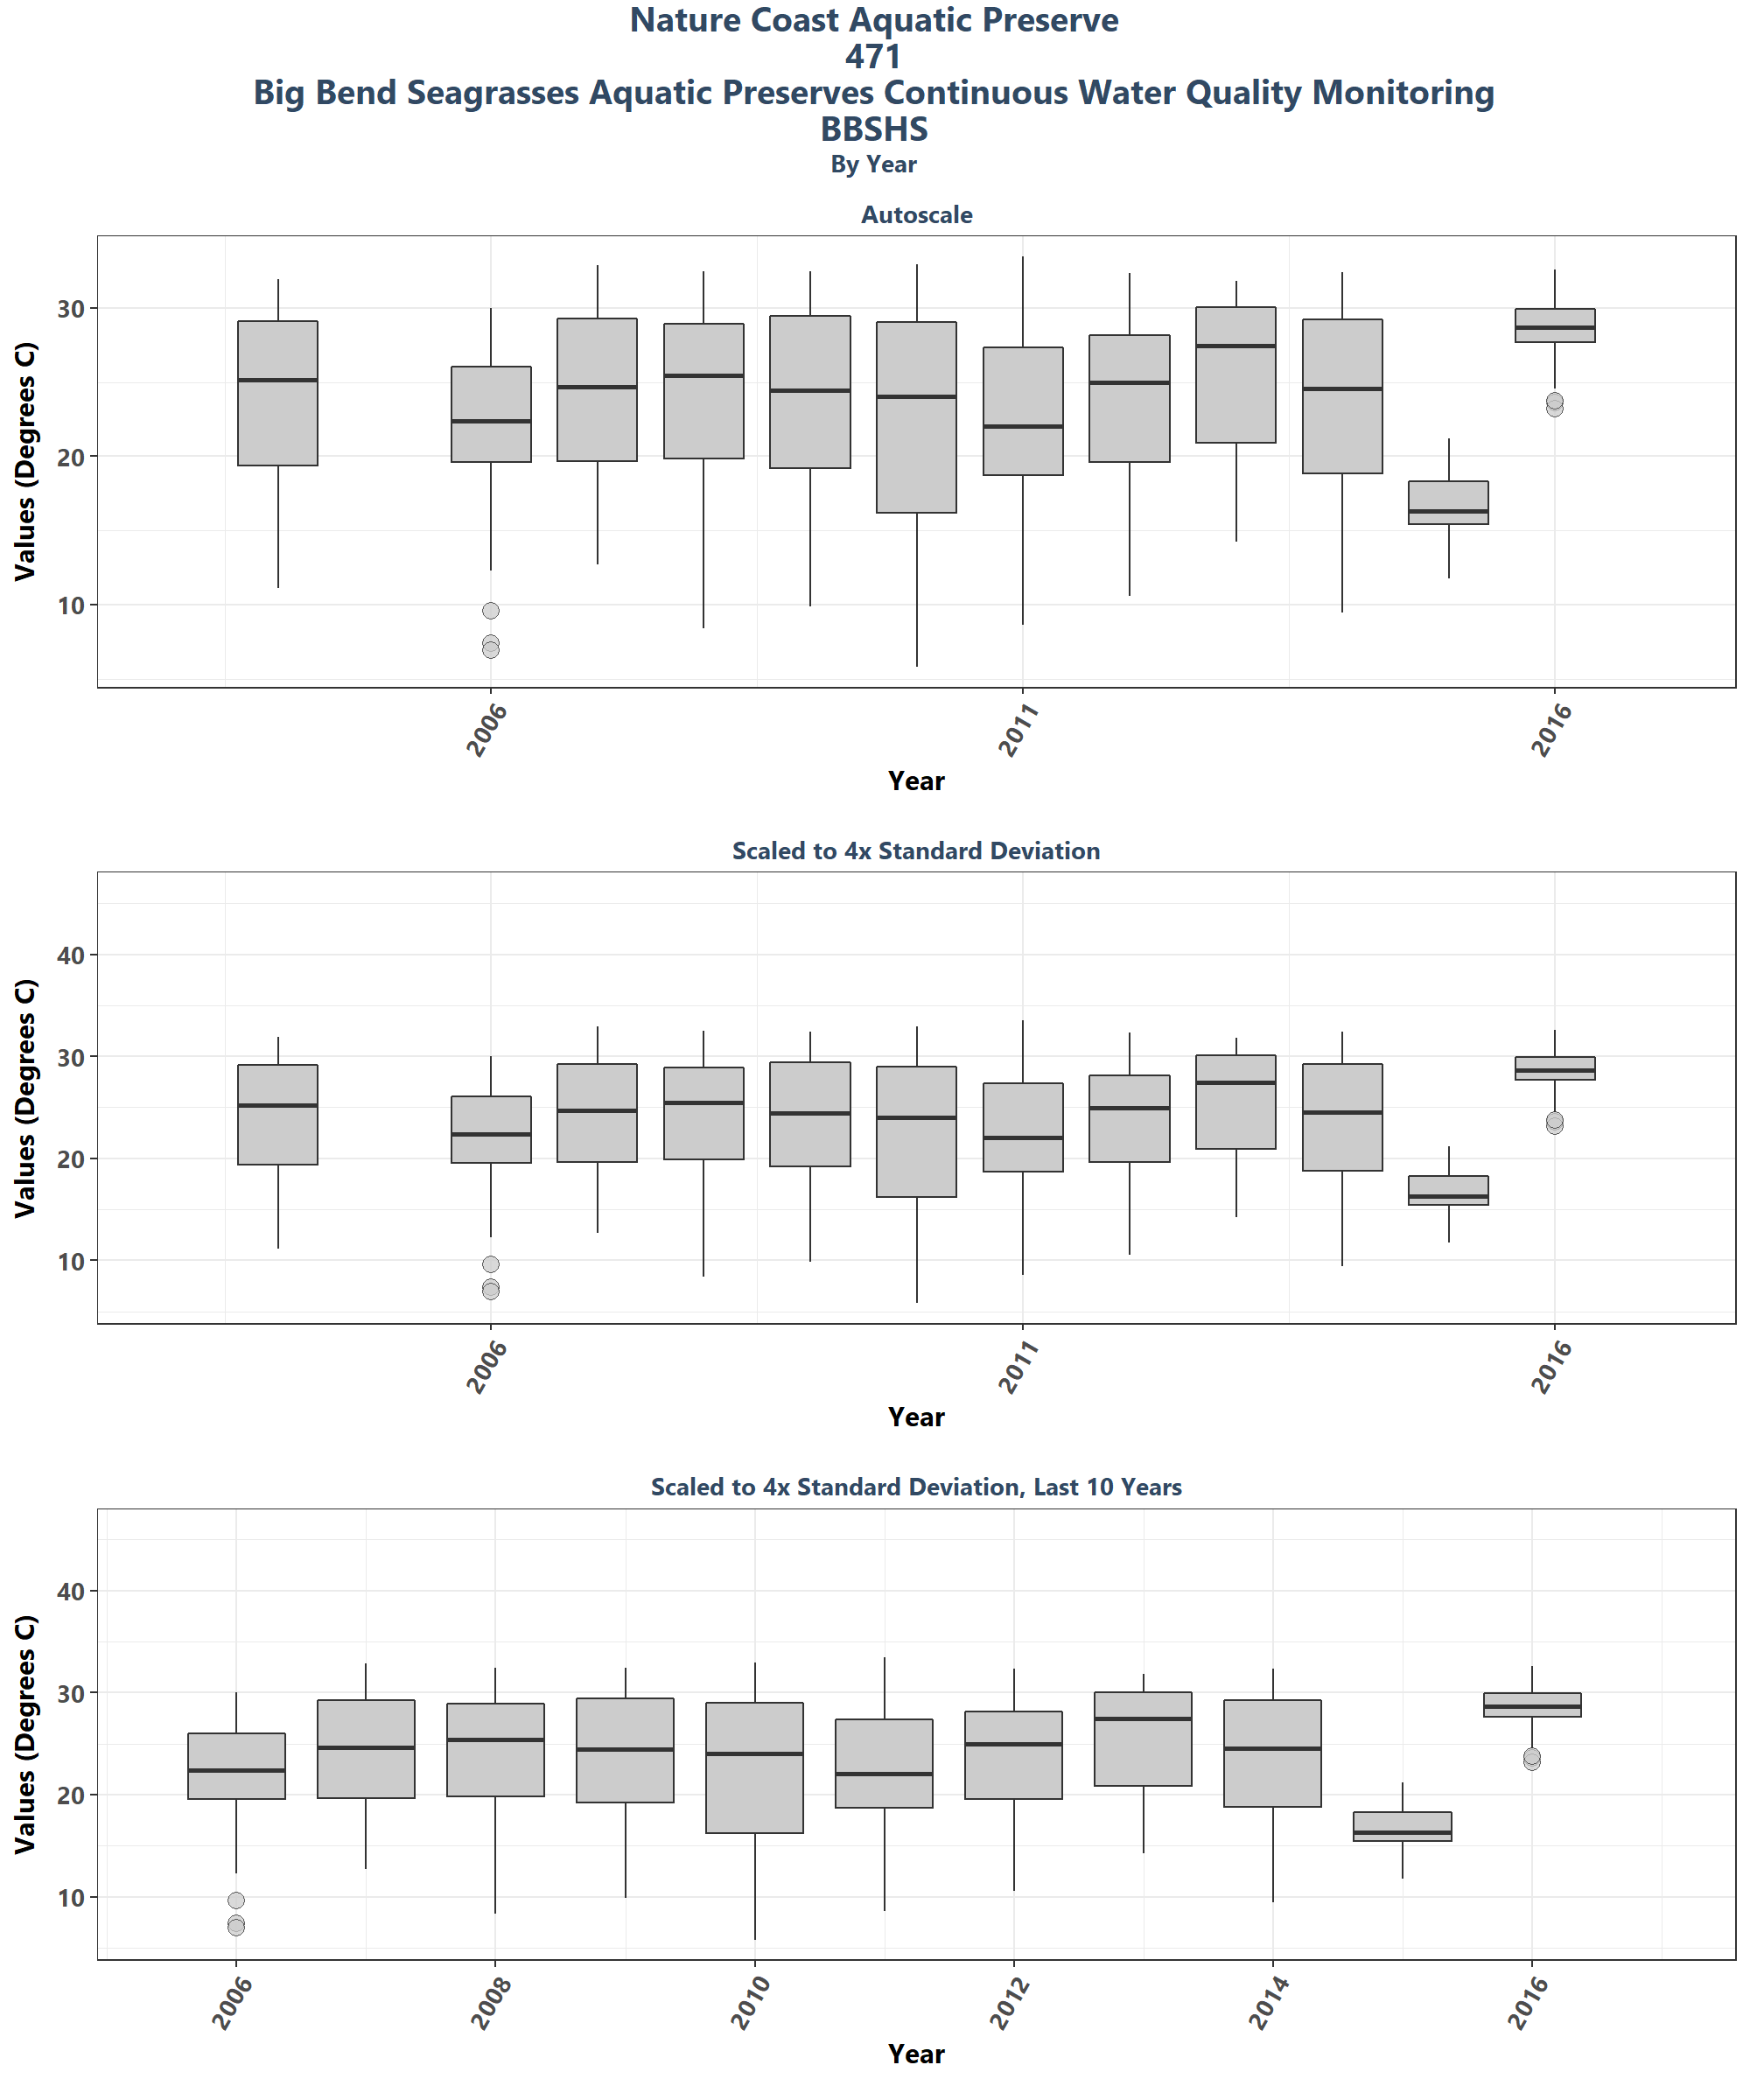 Nature Coast Aquatic Preserve
471
Big Bend Seagrasses Aquatic Preserves Continuous Water Quality Monitoring
BBSHS
By Year
Autoscale
Values (Degrees C)
30
20
10
2006
2011
2016
Year
Scaled to 4x Standard Deviation
Values (Degrees C)
40
30
20
10
2006
2011
2016
Year
Scaled to 4x Standard Deviation, Last 10 Years
Values (Degrees C)
40
30
20
10
2006
2008
2010
2012
2014
2016
Year